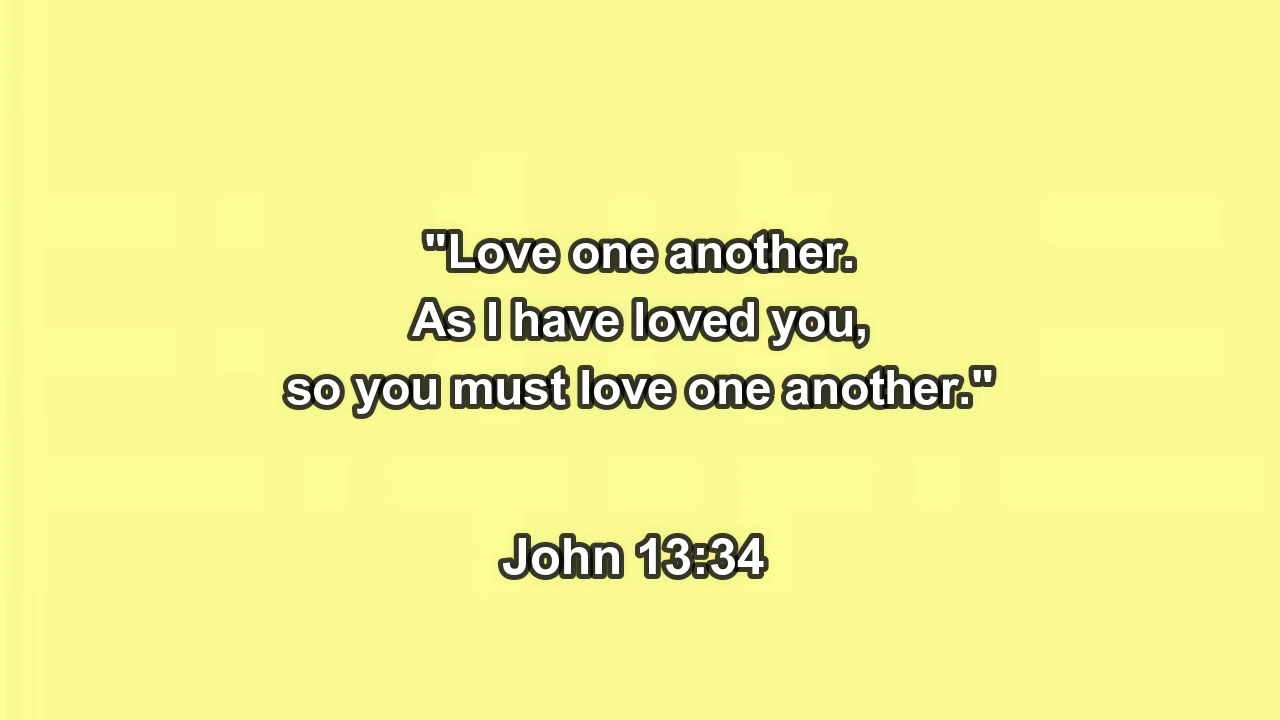 "Love one another.
As I have loved you,
so you must love one another."
John 13:34